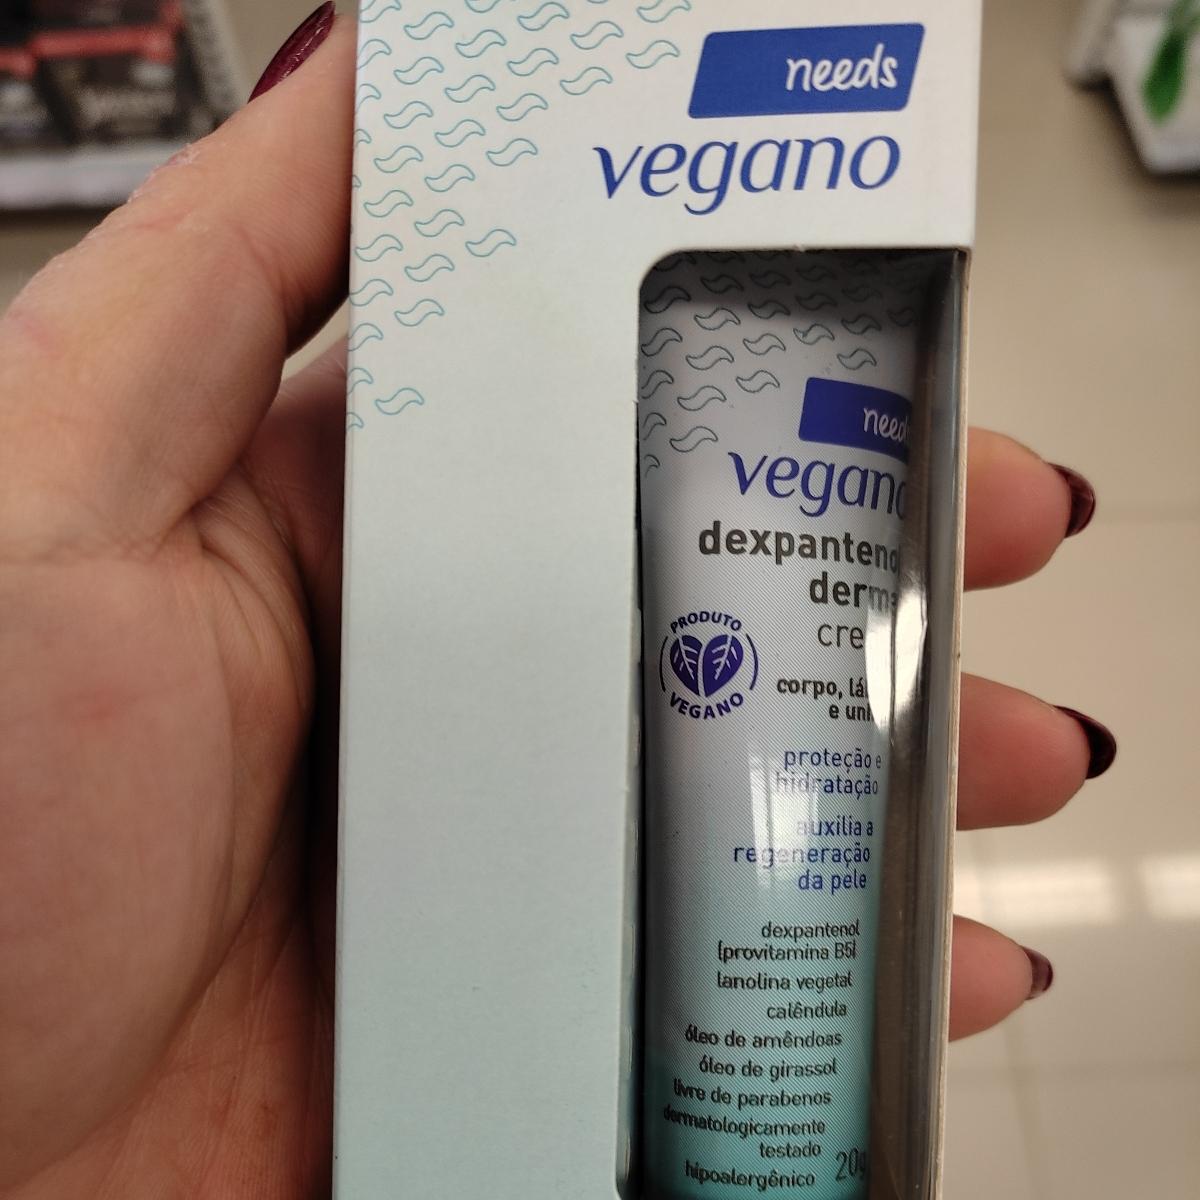 needs
vegano
vegano
dexpantenol
derma
PRODUTO
VEGANO
corpo,
proteção e
hidratação
auxilia a
regeneração
da pele
dexpantenol
(provitamina B5)
lanolina vegetal
calêndula
óleo de amêndoas
óleo de girassol
livre de parabenos
dermatologicamente
testado
hipoalergênico
20g